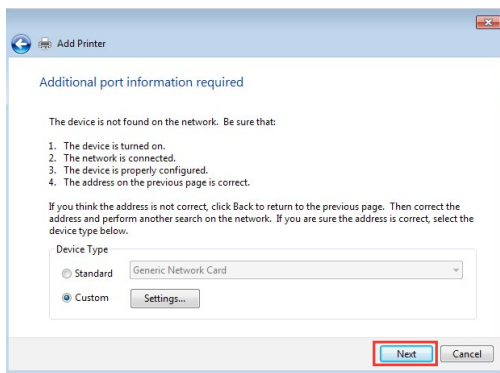 Add Printer
Additional port information required
The device is not found on the network. Be sure that:
1. The device is turned on.
2. The network is connected.
3. The device is properly configured.
4. The address on the previous page is correct.
If you think the address is not correct, click Back to return to the previous page. Then correct the
address and perform another search on the network. If you are sure the address is correct, select the
device type below.
Device Type
Standard Generic Network Card
Custom Settings...
Next Cancel